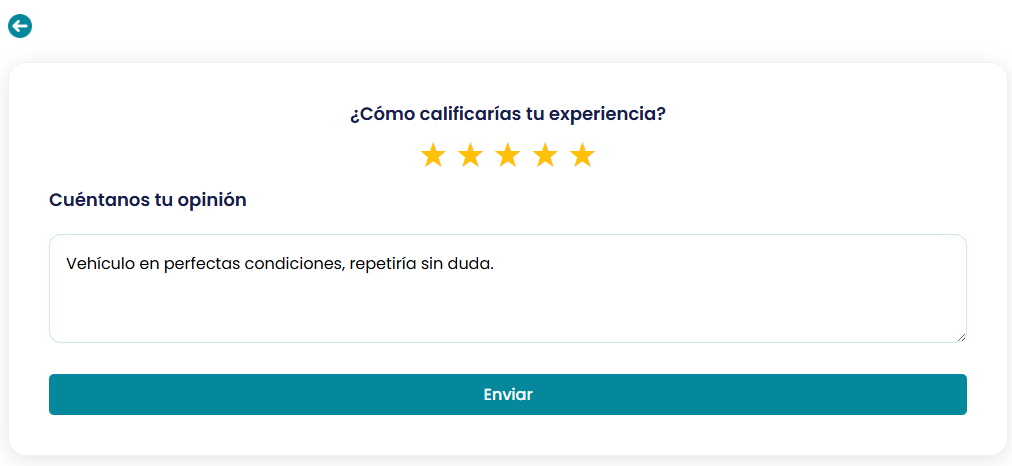 ¿Cómo calificarías tu experiencia?
Cuéntanos tu opinión
Vehículo en perfectas condiciones, repetiría sin duda.
Enviar